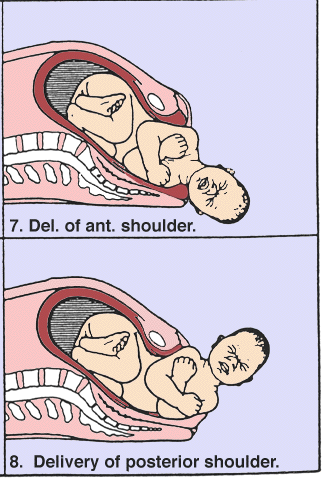 7. Del. of ant. shoulder.
8. Delivery of posterior shoulder.